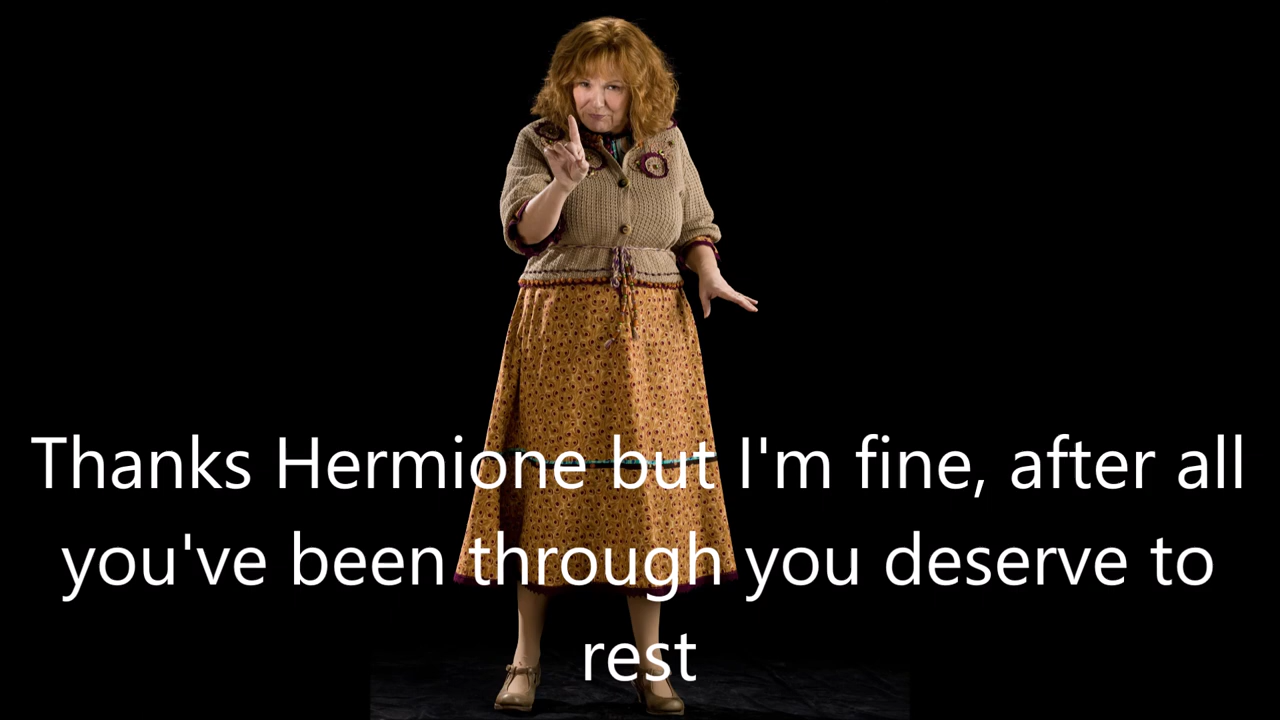 Thanks Hermione but I'm fine, after all
you've been through you deserve to
rest